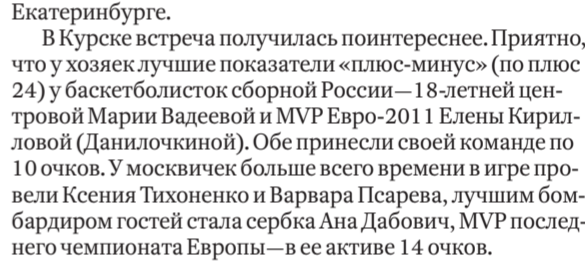 Екатеринбурге.
В Курске встреча получилась поинтереснее. Приятно,
что у хозяек лучшие показатели «плюс-минус» (по плюс
24) у баскетболисток сборной России—18-летней цен-
тровой Марии Вадеевой и MVP Евро-2011 Елены Кирил-
ловой (Данилочкиной). Обе принесли своей команде по
10 очков. У москвичек больше всего времени в игре про-
вели Ксения Тихоненко и Варвара Псарева, лучшим бом-
бардиром гостей стала сербка Ана Дабович, MVP послед-
него чемпионата Европы—в ее активе 14 очков.